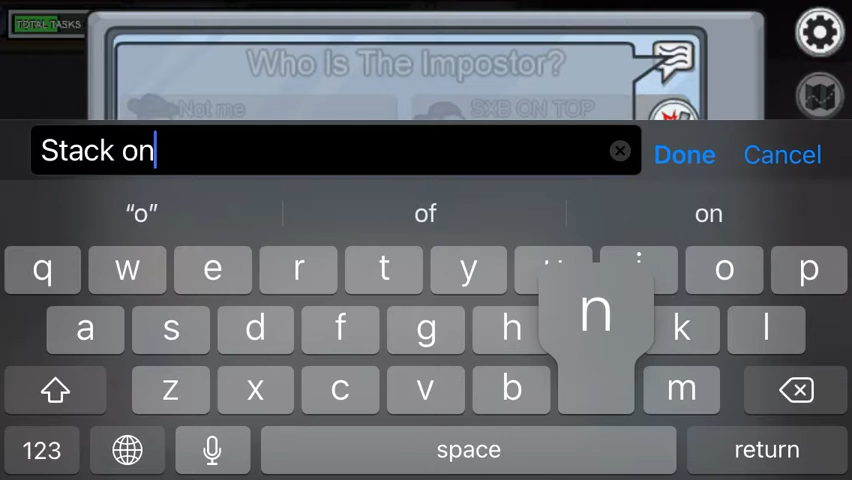 TOTAL TASKS
Who Is The Impostor?
Not me
SXB ON TOP
Stack on
Done
Cancel
“o”
of
on
q w e r t y u i o p
a s d f g h n k l
z x c v b m
123
space
return